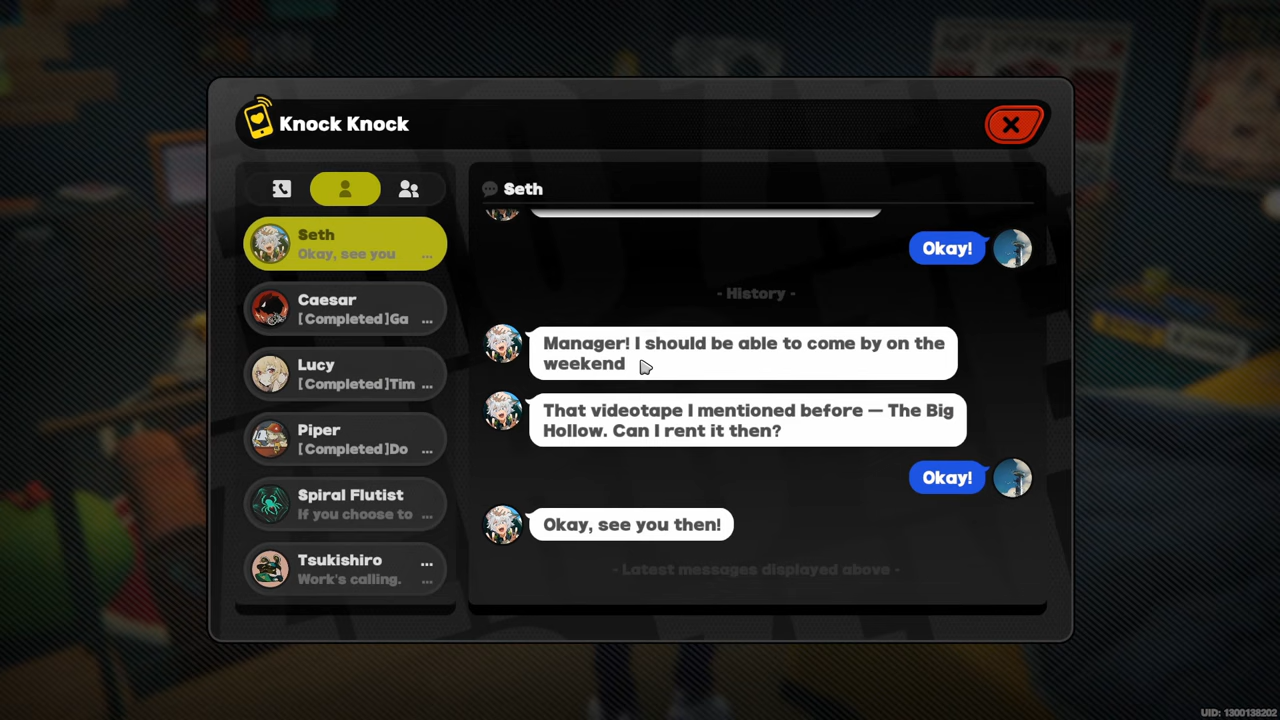 Knock Knock
Seth
Okay, see you ...
Caesar
[Completed]Ga ...
Lucy
[Completed]Tim ...
Piper
[Completed]Do ...
Spiral Flutist
If you choose to ...
Tsukishiro ...
Work's calling. ...
Seth
Okay!
- History -
Manager! I should be able to come by on the
weekend
That videotape I mentioned before — The Big
Hollow. Can I rent it then?
Okay!
Okay, see you then!
- Latest messages displayed above -
UID: 1300138202